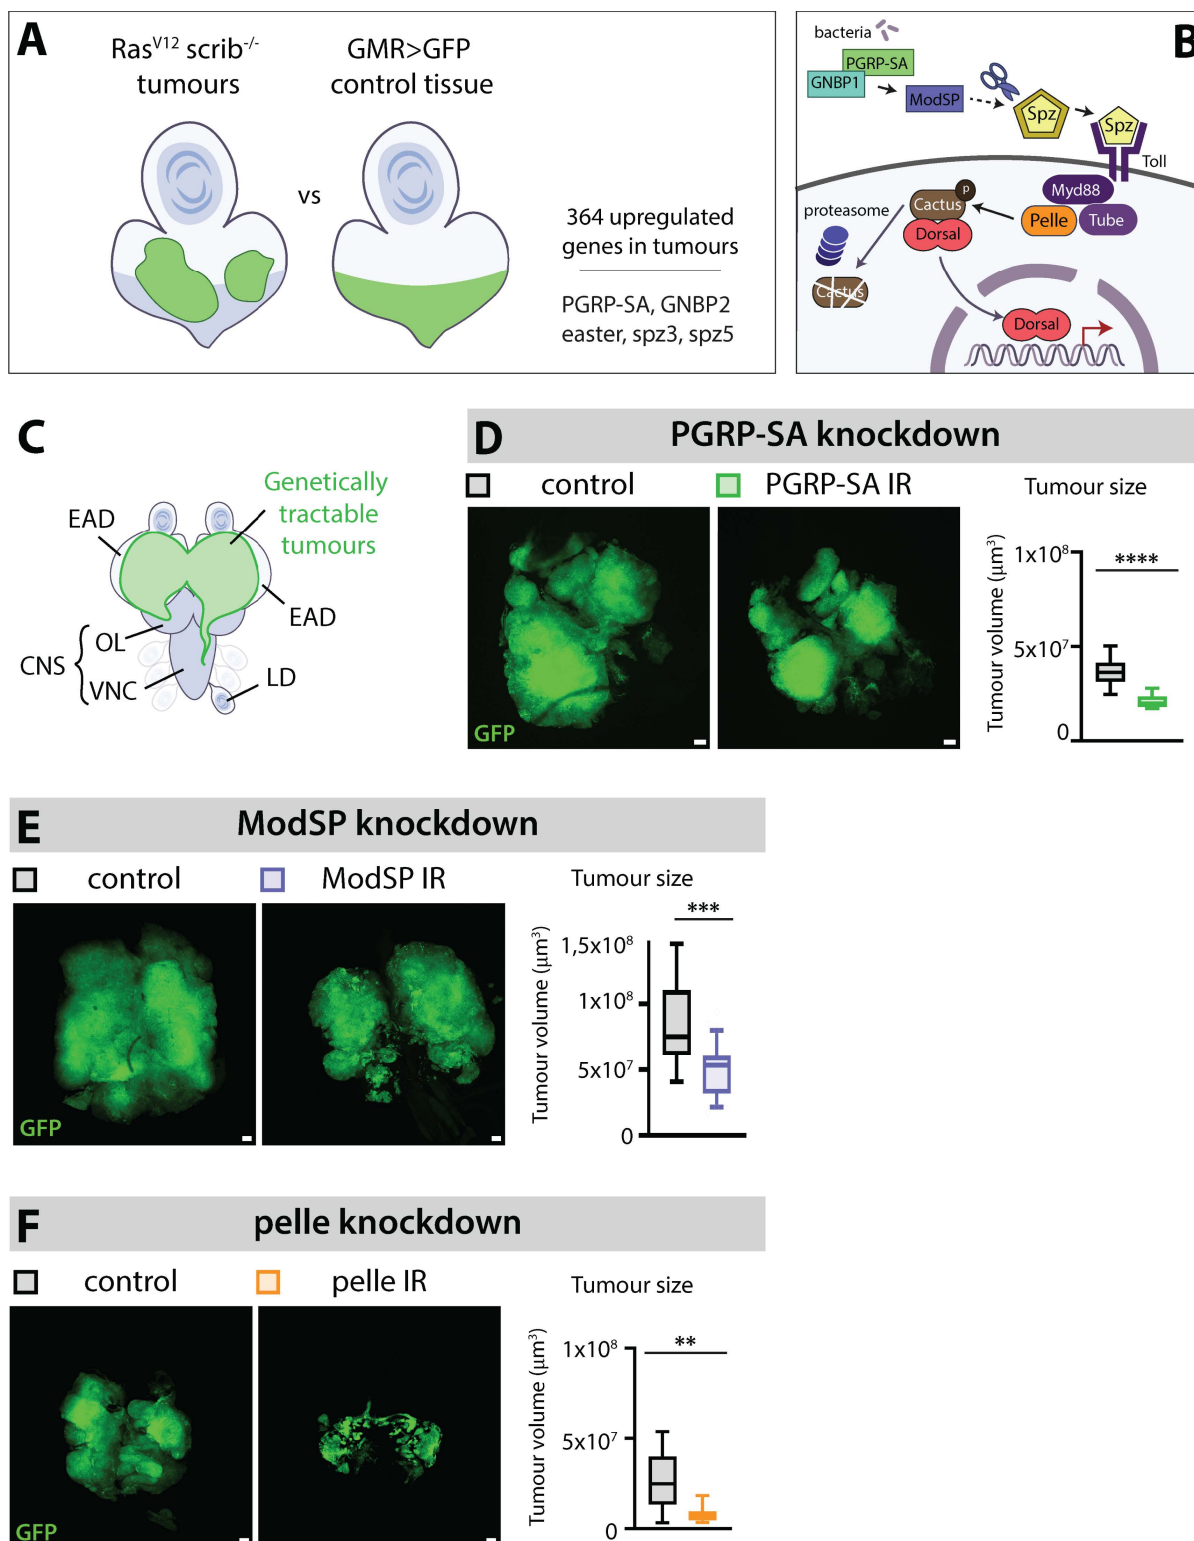 A
Ras^V12 scrib^-/-
tumours
GMR>GFP
control tissue
vs
364 upregulated
genes in tumours
PGRP-SA, GNBP2
easter, spz3, spz5
B
bacteria
PGRP-SA
GNBP1
ModSP
Spz
Spz
Toll
Myd88
Pelle
Tube
p
Cactus
Dorsal
proteasome
Cactus
Dorsal
C
Genetically
tractable
tumours
EAD
EAD
OL
CNS
VNC
LD
D
PGRP-SA knockdown
control
PGRP-SA IR
GFP
Tumour size
Tumour volume (μm³)
1x10⁸
5x10⁷
0
****
E
ModSP knockdown
control
ModSP IR
GFP
Tumour size
Tumour volume (μm³)
1,5x10⁸
1x10⁸
5x10⁷
0
***
F
pelle knockdown
control
pelle IR
GFP
Tumour size
Tumour volume (μm³)
1x10⁸
5x10⁷
0
**